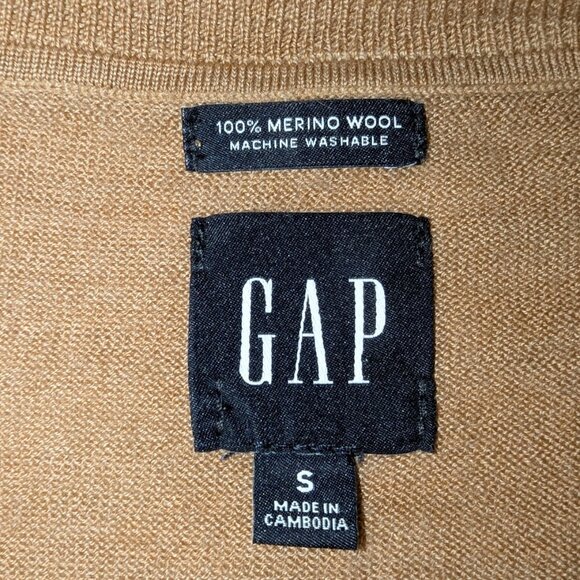 100% MERINO WOOL
MACHINE WASHABLE
GAP
S
MADE IN
CAMBODIA